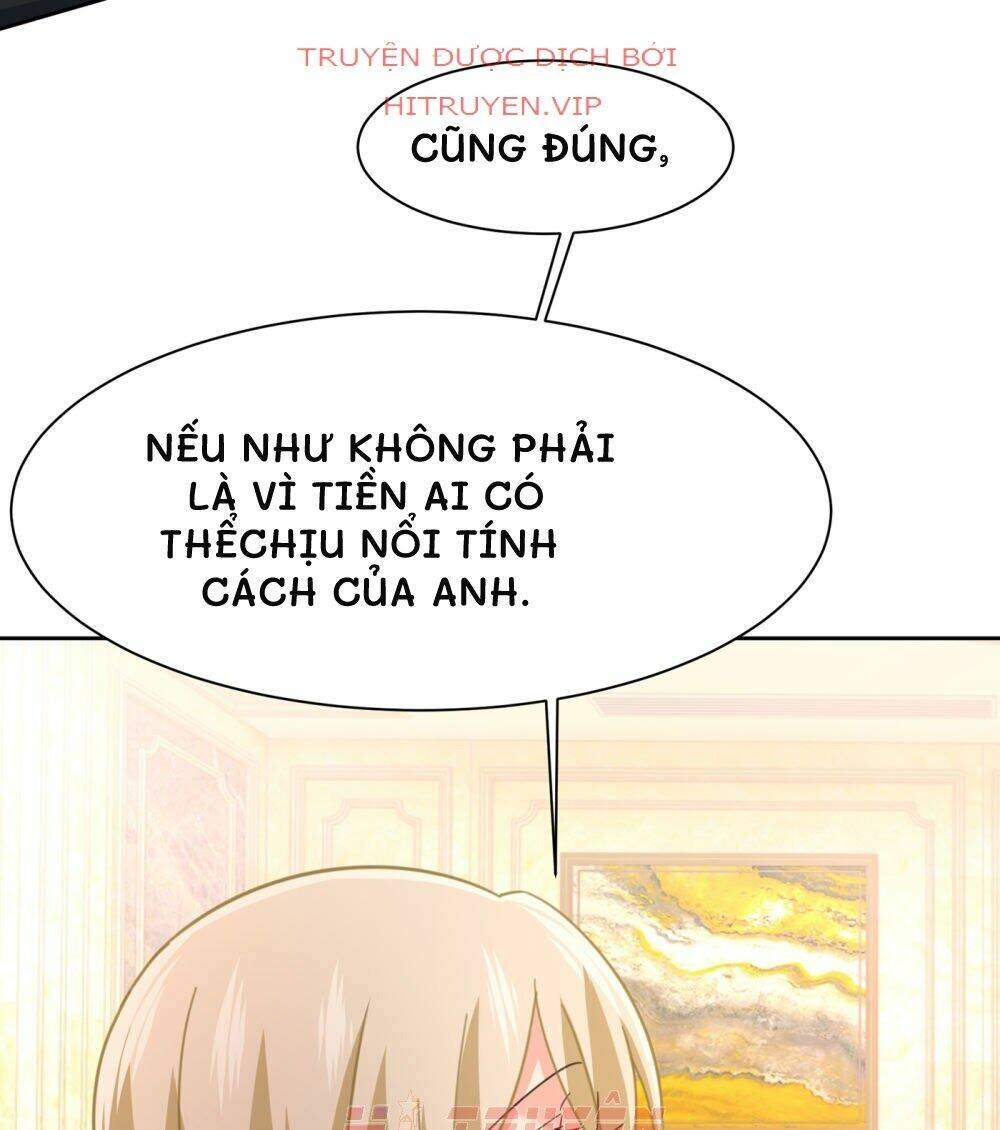 TRUYỆN ĐƯỢC DỊCH BỞI
HITRUYEN.VIP
CŨNG ĐÚNG,
NẾU NHƯ KHÔNG PHẢI
LÀ VÌ TIỀN AI CÓ
THỂCHỊU NỔI TÍNH
CÁCH CỦA ANH.